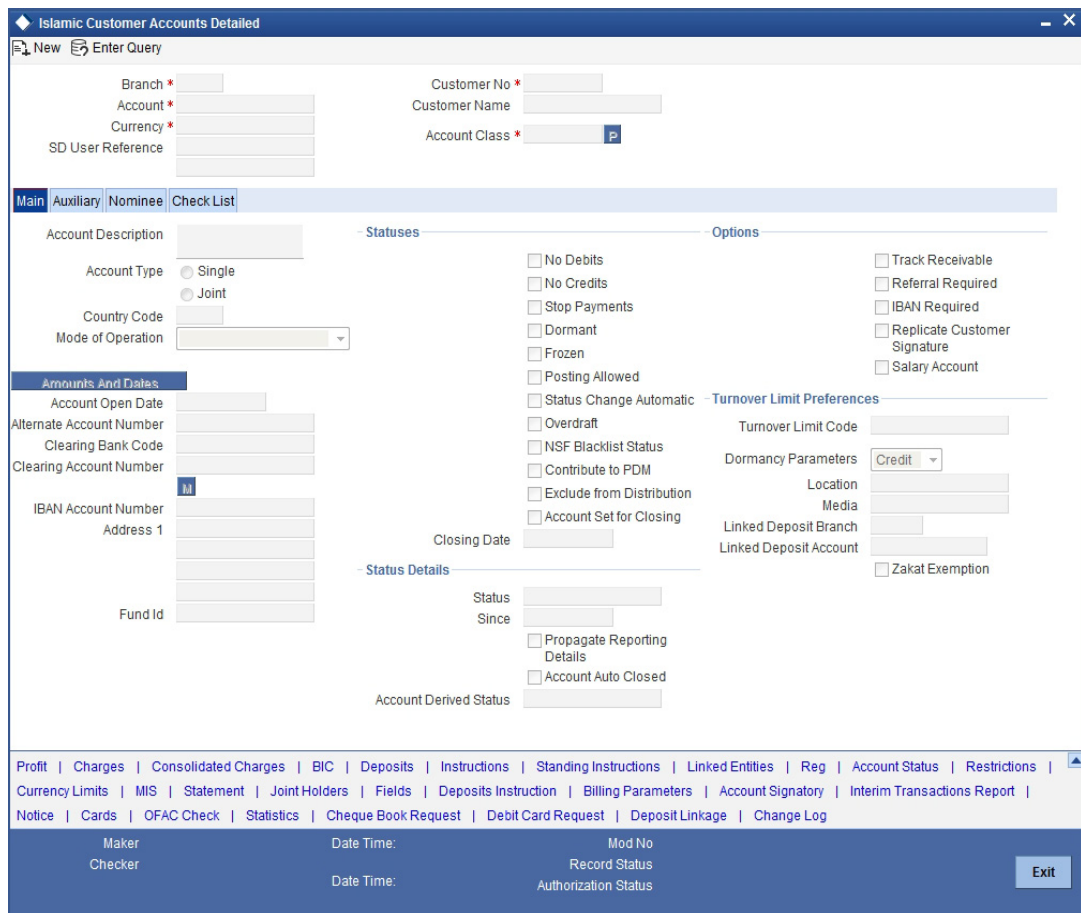 Islamic Customer Accounts Detailed
New Enter Query
Branch *
Account *
Currency *
SD User Reference
Customer No *
Customer Name
Account Class * P
Main Auxiliary Nominee Check List
Account Description
Account Type Single
Joint
Country Code
Mode of Operation
Amounts And Dates
Account Open Date
Alternate Account Number
Clearing Bank Code
Clearing Account Number
M
IBAN Account Number
Address 1
Fund Id
Statuses
No Debits
No Credits
Stop Payments
Dormant
Frozen
Posting Allowed
Status Change Automatic
Overdraft
NSF Blacklist Status
Contribute to PDM
Exclude from Distribution
Account Set for Closing
Closing Date
Status Details
Status
Since
Propagate Reporting
Details
Account Auto Closed
Account Derived Status
Options
Track Receivable
Referral Required
IBAN Required
Replicate Customer
Signature
Salary Account
Turnover Limit Preferences
Turnover Limit Code
Dormancy Parameters Credit
Location
Media
Linked Deposit Branch
Linked Deposit Account
Zakat Exemption
Profit | Charges | Consolidated Charges | BIC | Deposits | Instructions | Standing Instructions | Linked Entities | Reg | Account Status | Restrictions |
Currency Limits | MIS | Statement | Joint Holders | Fields | Deposits Instruction | Billing Parameters | Account Signatory | Interim Transactions Report |
Notice | Cards | OFAC Check | Statistics | Cheque Book Request | Debit Card Request | Deposit Linkage | Change Log
Maker Date Time: Mod No
Checker Record Status
Date Time: Authorization Status
Exit